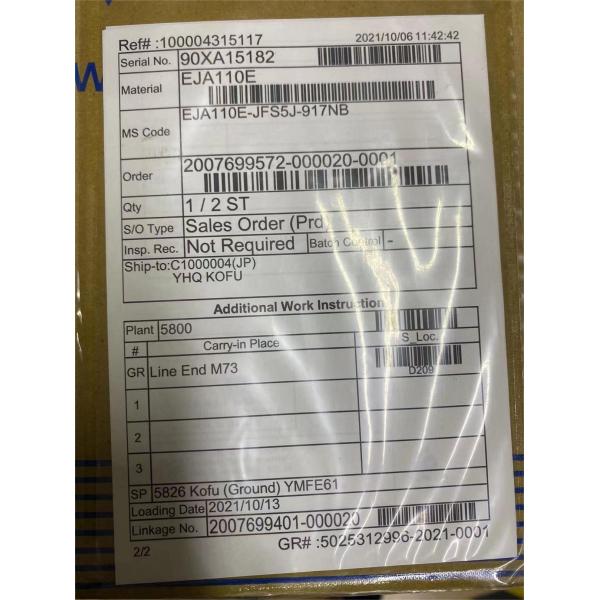 W
Ref# :100004315117 2021/10/06 11:42:42
Serial No. 90XA15182
Material EJA110E
MS Code EJA110E-JFS5J-917NB
Order 2007699572-000020-0001
Qty 1 / 2 ST
S/O Type Sales Order (Prd
Insp. Rec. Not Required Batch Control -
Ship-to:C1000004(JP)
YHQ KOFU
Additional Work Instruction
Plant 5800
# Carry-in Place S_Loc.
GR Line End M73 D209
1
2
3
SP 5826 Kofu (Ground) YMFE61
Loading Date 2021/10/13
Linkage No. 2007699401-000020
2/2 GR# :5025312996-2021-0001